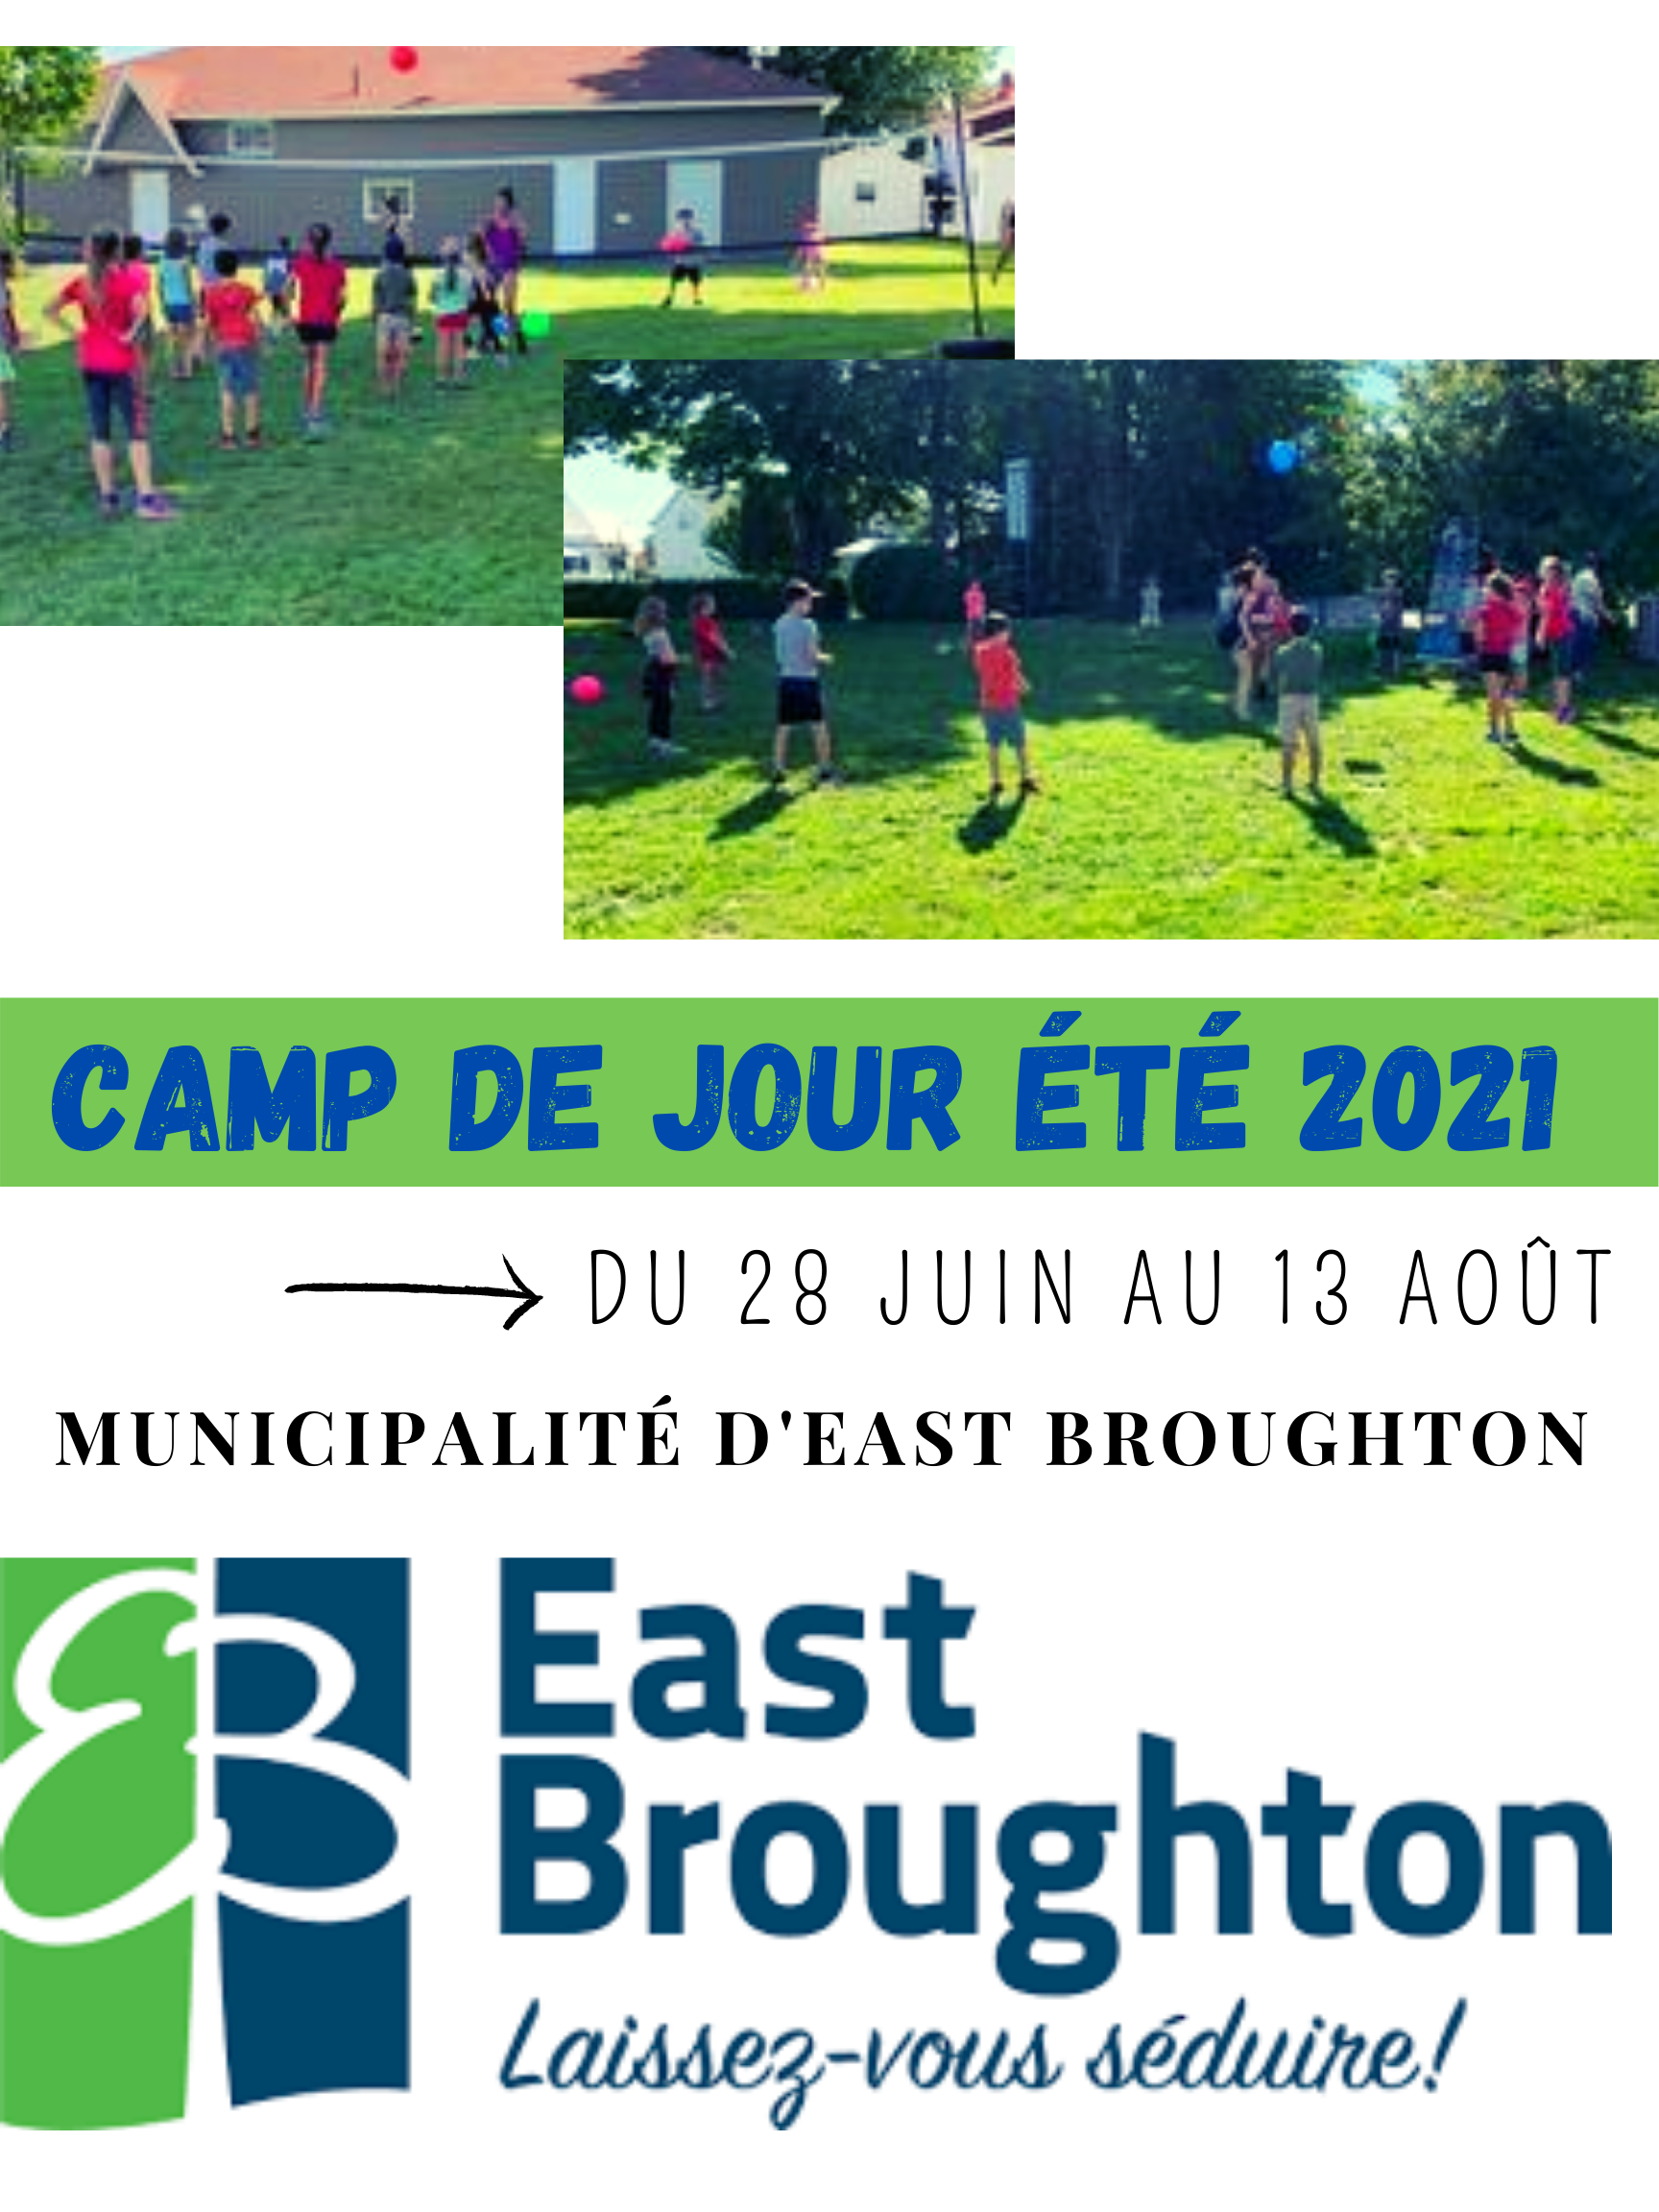 CAMP DE JOUR ÉTÉ 2021
DU 28 JUIN AU 13 AOÛT
MUNICIPALITÉ D'EAST BROUGHTON
East
Broughton
Laissez-vous séduire!